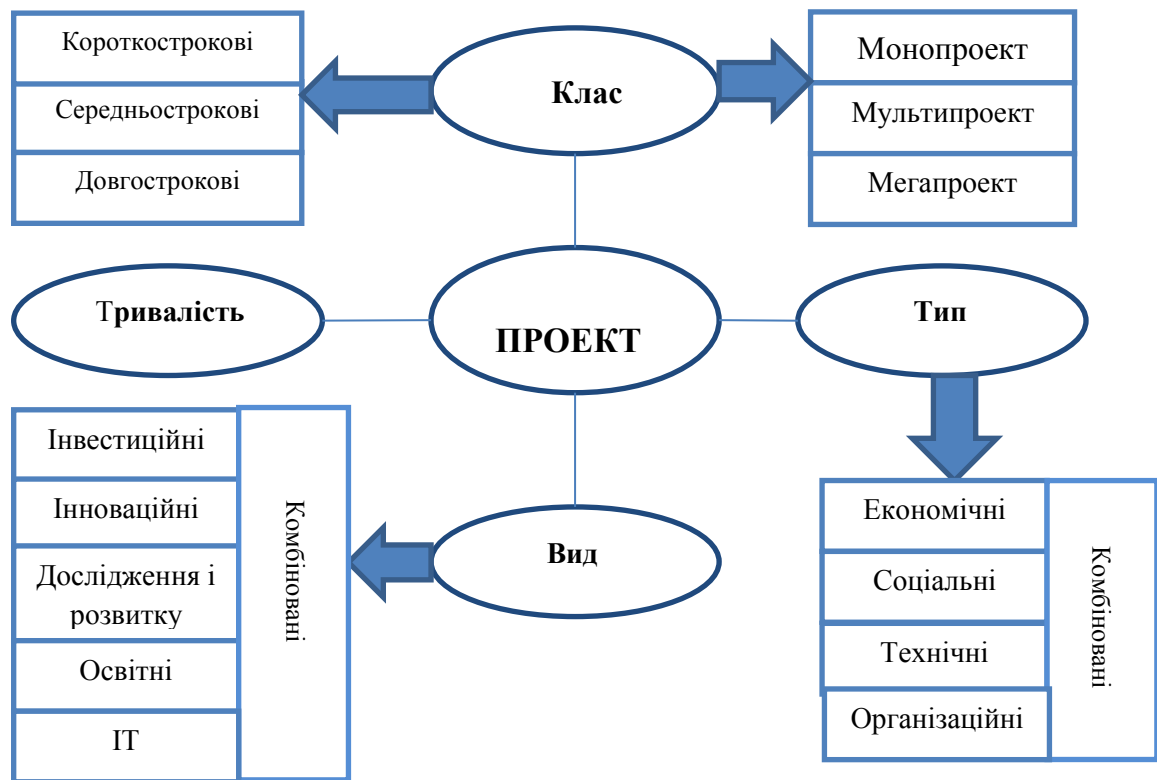 Короткострокові
Середньострокові
Довгострокові
Клас
Монопроект
Мультипроект
Мегапроект
Тривалість
ПРОЕКТ
Тип
Інвестиційні
Інноваційні
Дослідження і
розвитку
Освітні
ІТ
Комбіновані
Вид
Економічні
Соціальні
Технічні
Організаційні
Комбіновані